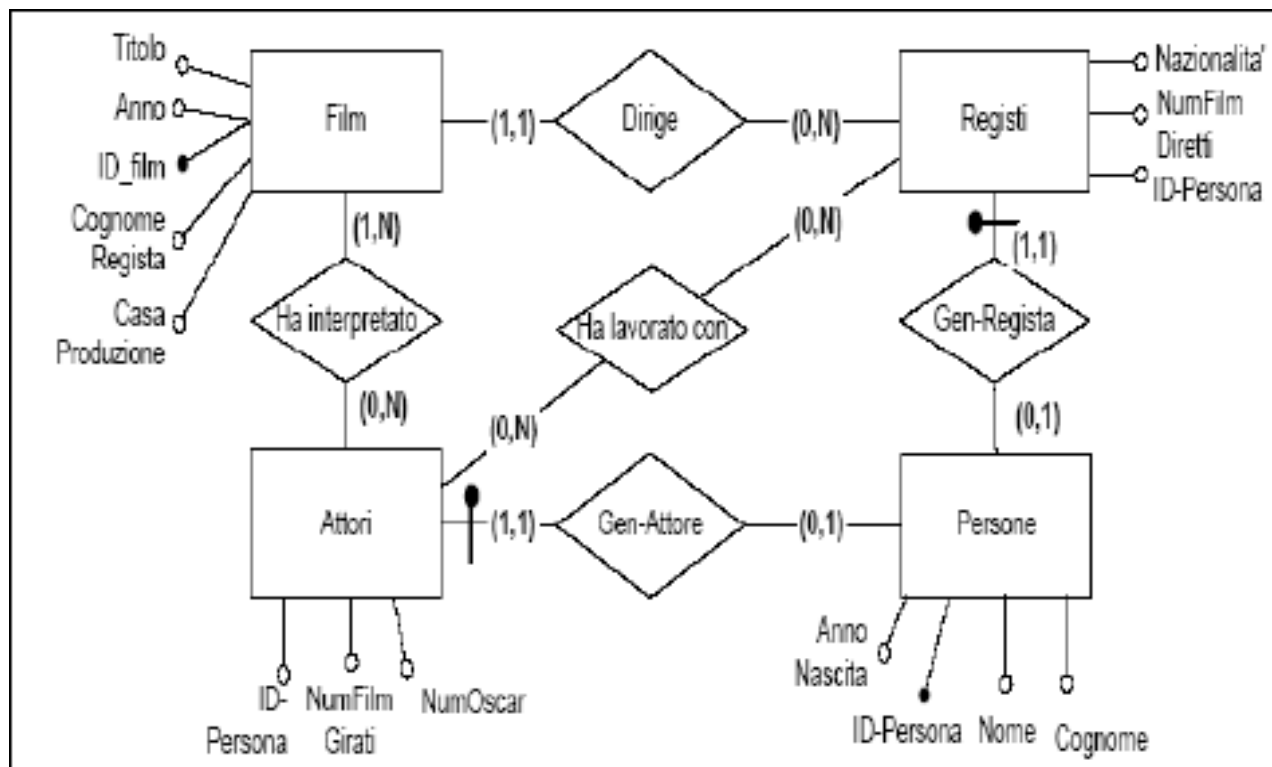 Titolo
Anno
ID_film
Cognome
Regista
Casa
Produzione
Film
(1,1)
Dirige
(0,N)
Registi
Nazionalita'
NumFilm
Diretti
ID-Persona
(1,N)
(0,N)
(1,1)
Ha interpretato
Ha lavorato con
Gen-Regista
(0,N)
(0,N)
(0,1)
Attori
(1,1)
Gen-Attore
(0,1)
Persone
ID-
Persona
NumFilm
Girati
NumOscar
Anno
Nascita
ID-Persona
Nome
Cognome